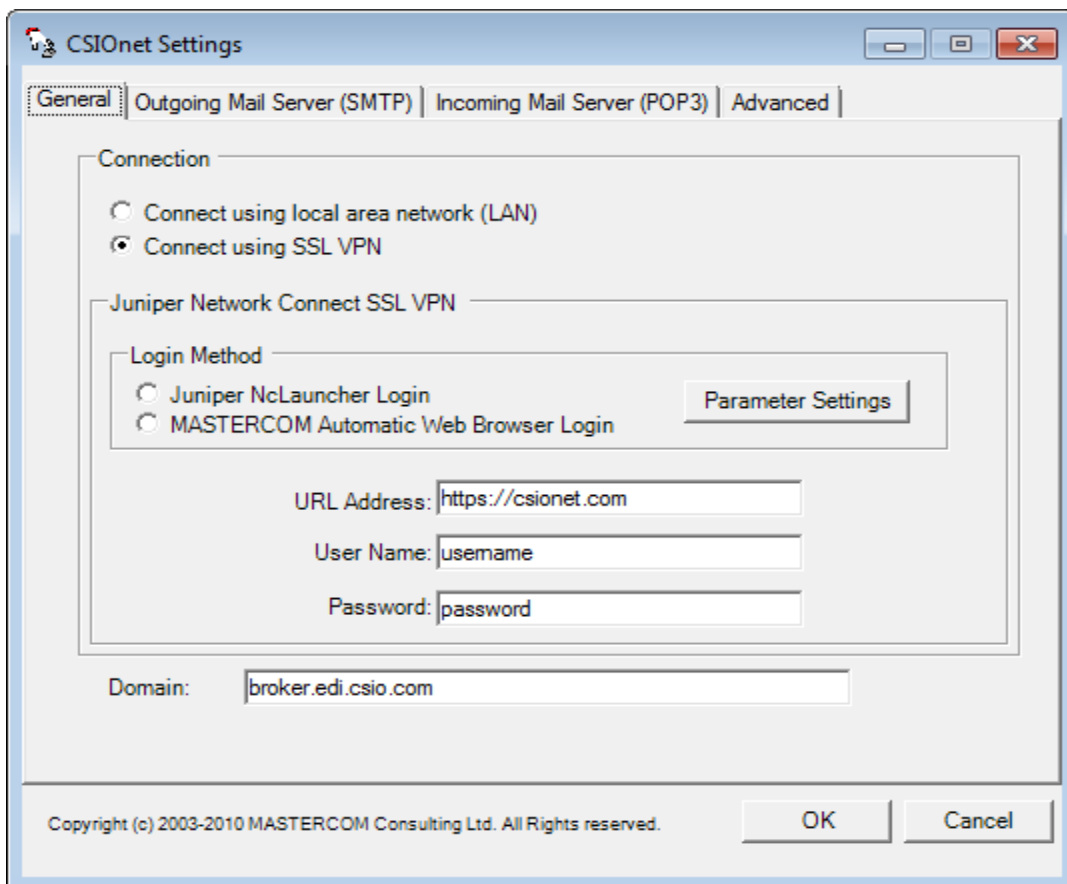 CSIOnet Settings
General
Outgoing Mail Server (SMTP)
Incoming Mail Server (POP3)
Advanced
Connection
Connect using local area network (LAN)
Connect using SSL VPN
Juniper Network Connect SSL VPN
Login Method
Juniper NcLauncher Login
MASTERCOM Automatic Web Browser Login
Parameter Settings
URL Address: https://csionet.com
User Name: username
Password: password
Domain: broker.edi.csio.com
Copyright (c) 2003-2010 MASTERCOM Consulting Ltd. All Rights reserved.
OK
Cancel